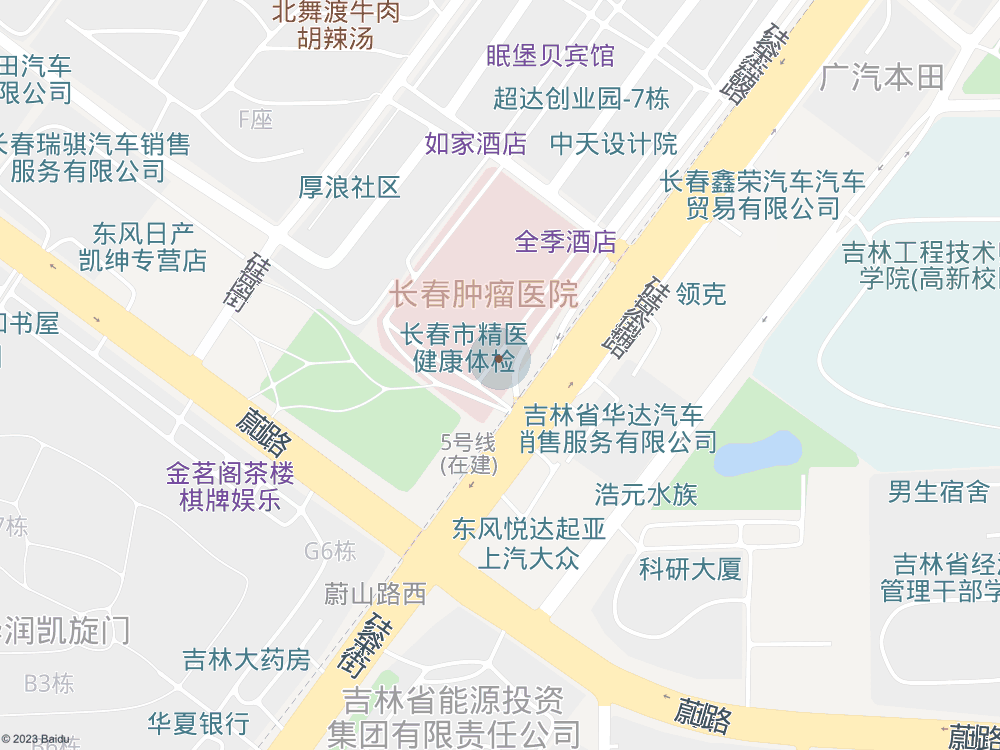 北舞渡牛肉
胡辣汤
眠堡贝宾馆
田汽车
限公司
广汽本田
超达创业园-7栋
F座
如家酒店
中天设计院
长春瑞骐汽车销售
服务有限公司
厚浪社区
长春鑫荣汽车汽车
贸易有限公司
东风日产
凯绅专营店
全季酒店
吉林工程技术
学院(高新校
长春肿瘤医院
领克
书屋
长春市精医
健康体检
蔚山路
吉林省华达汽车
销售服务有限公司
5号线
(在建)
金茗阁茶楼
棋牌娱乐
浩元水族
男生宿舍
7栋
东风悦达起亚
上汽大众
G6栋
科研大厦
吉林省经
管理干部学
蔚山路西
润凯旋门
吉林大药房
B3栋
吉林省能源投资
集团有限责任公司
华夏银行
蔚山路
蔚山路
B6栋
© 2023 Baidu